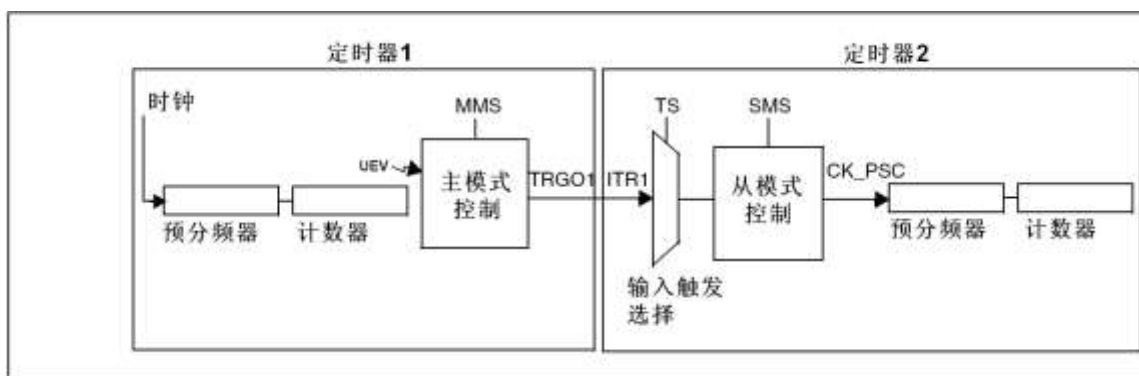 定时器1
定时器2
时钟
MMS
UEV
主模式
控制
TRGO1
预分频器
计数器
ITR1
TS
SMS
从模式
控制
CK_PSC
输入触发
选择
预分频器
计数器